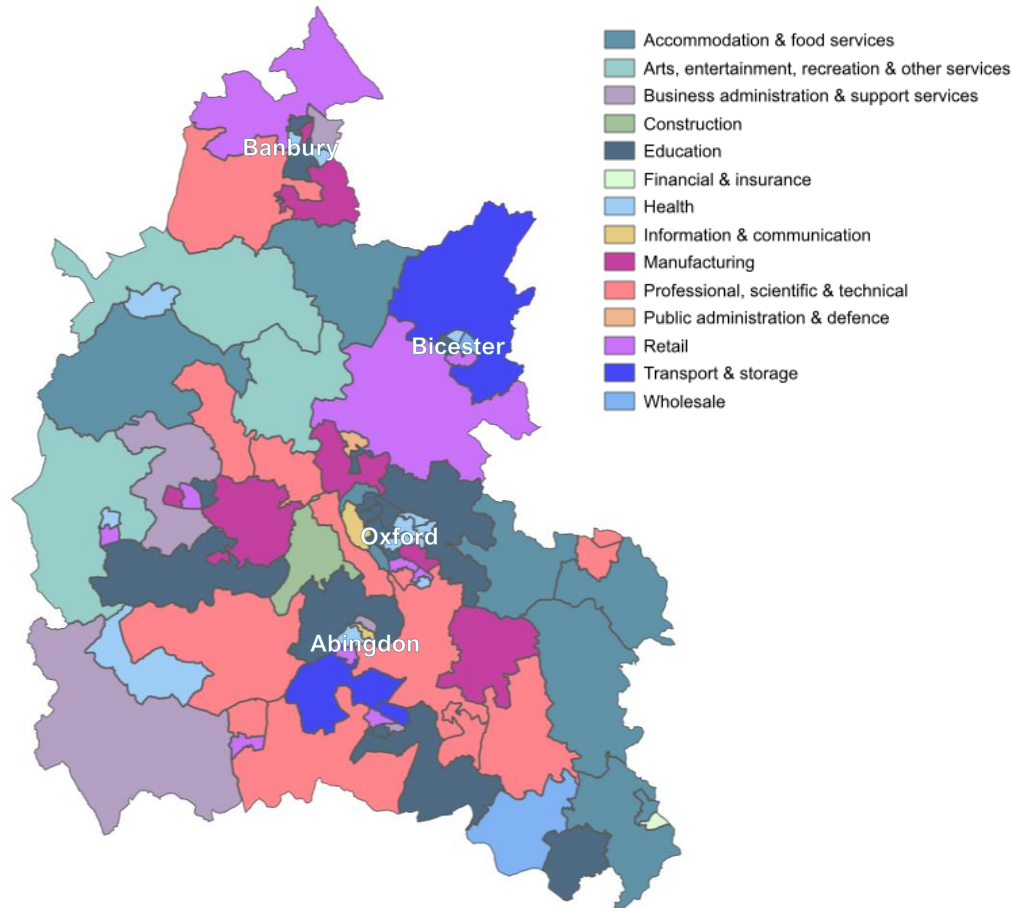 Accommodation & food services
Arts, entertainment, recreation & other services
Business administration & support services
Construction
Education
Financial & insurance
Health
Information & communication
Manufacturing
Professional, scientific & technical
Public administration & defence
Retail
Transport & storage
Wholesale
Banbury
Bicester
Oxford
Abingdon